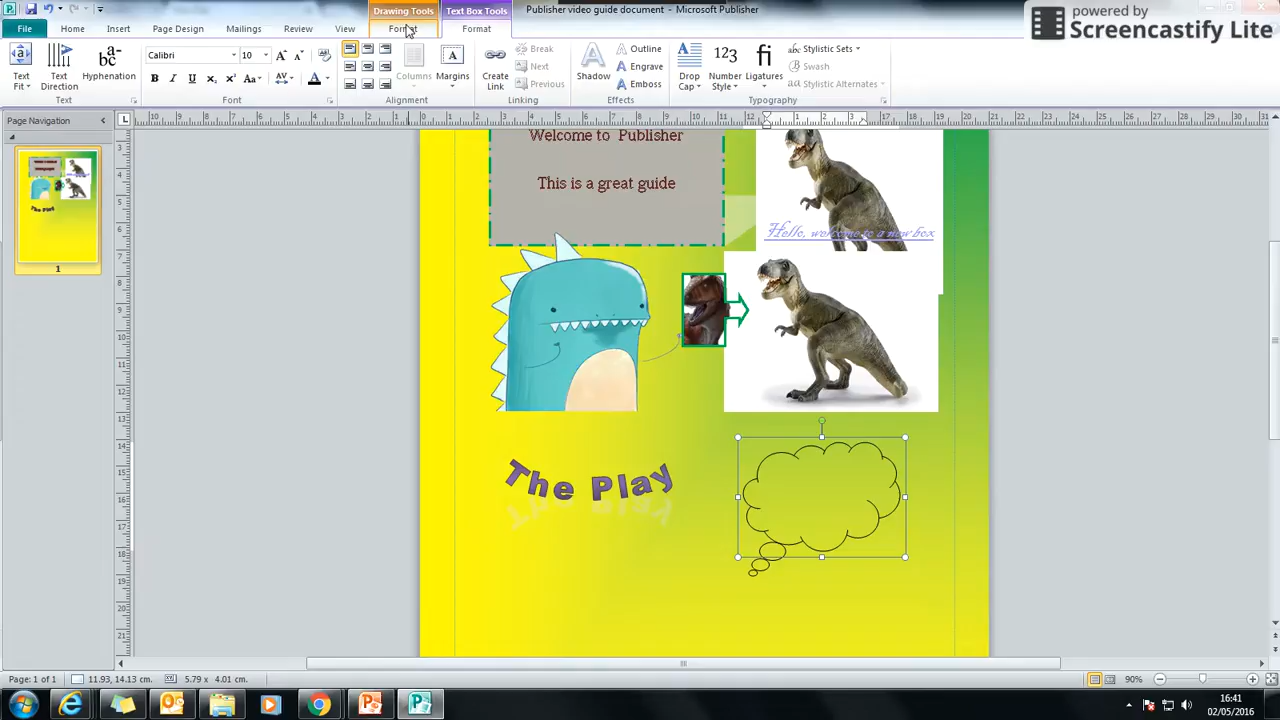 Drawing Tools
Text Box Tools
Publisher video guide document - Microsoft Publisher
powered by
Screencastify Lite
File
Home
Insert
Page Design
Mailings
Review
View
Format
Format
Text Fit
Text Direction
Hyphenation
Text
Calibri
10
Font
Columns
Margins
Alignment
Create Link
Break
Next
Previous
Linking
Shadow
Outline
Engrave
Emboss
Effects
Drop Cap
Number Style
Ligatures
Stylistic Sets
Swash
Stylistic Alternates
Typography
Page Navigation
1
Welcome to Publisher
This is a great guide
Hello, welcome to a new box
The Play
Page: 1 of 1
11.93, 14.13 cm.
5.79 x 4.01 cm.
90%
16:41
02/05/2016